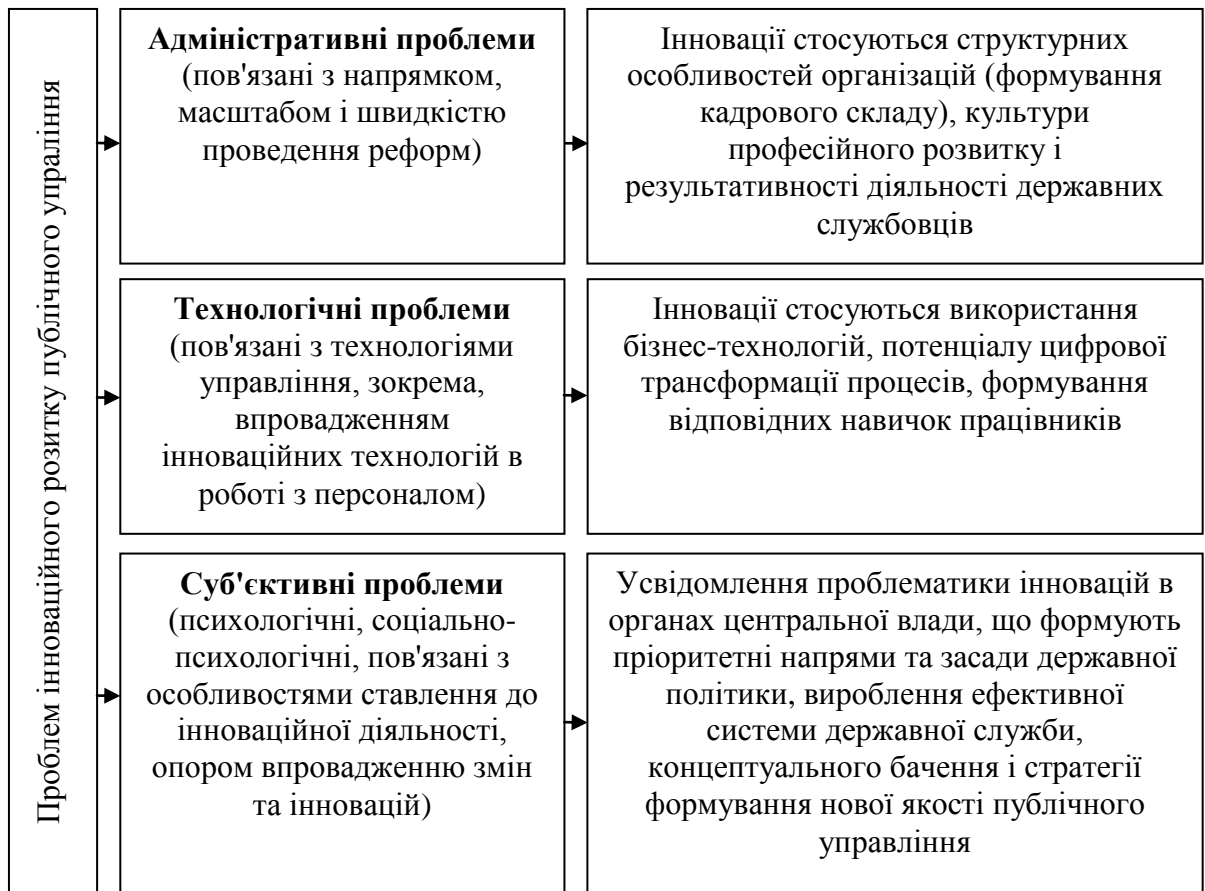 Проблем інноваційного розитку публічного упраління
Адміністративні проблеми
(пов'язані з напрямком,
масштабом і швидкістю
проведення реформ)
Інновації стосуються структурних
особливостей організацій (формування
кадрового складу), культури
професійного розвитку і
результативності діяльності державних
службовців
Технологічні проблеми
(пов'язані з технологіями
управління, зокрема,
впровадженням
інноваційних технологій в
роботі з персоналом)
Інновації стосуються використання
бізнес-технологій, потенціалу цифрової
трансформації процесів, формування
відповідних навичок працівників
Суб'єктивні проблеми
(психологічні, соціально-
психологічні, пов'язані з
особливостями ставлення до
інноваційної діяльності,
опором впровадженню змін
та інновацій)
Усвідомлення проблематики інновацій в
органах центральної влади, що формують
пріоритетні напрями та засади державної
політики, вироблення ефективної
системи державної служби,
концептуального бачення і стратегії
формування нової якості публічного
управління